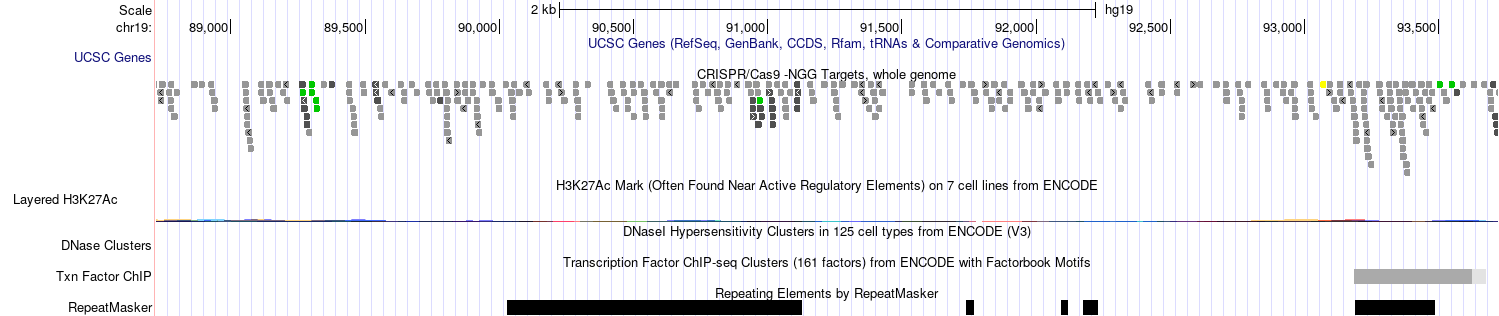 Scale 2 kb hg19
chr19: 89,000 89,500 90,000 90,500 91,000 91,500 92,000 92,500 93,000 93,500
UCSC Genes (RefSeq, GenBank, CCDS, Rfam, tRNAs & Comparative Genomics)
UCSC Genes
CRISPR/Cas9 -NGG Targets, whole genome
H3K27Ac Mark (Often Found Near Active Regulatory Elements) on 7 cell lines from ENCODE
Layered H3K27Ac
DNaseI Hypersensitivity Clusters in 125 cell types from ENCODE (V3)
DNase Clusters
Transcription Factor ChIP-seq Clusters (161 factors) from ENCODE with Factorbook Motifs
Txn Factor ChIP
Repeating Elements by RepeatMasker
RepeatMasker